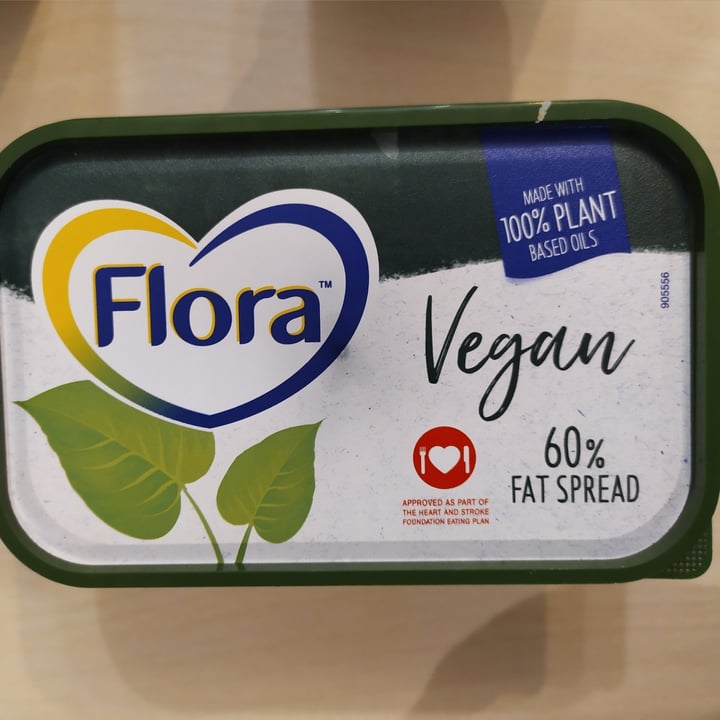 Flora™
MADE WITH
100% PLANT
BASED OILS
905556
Vegan
60%
FAT SPREAD
APPROVED AS PART OF
THE HEART AND STROKE
FOUNDATION EATING PLAN